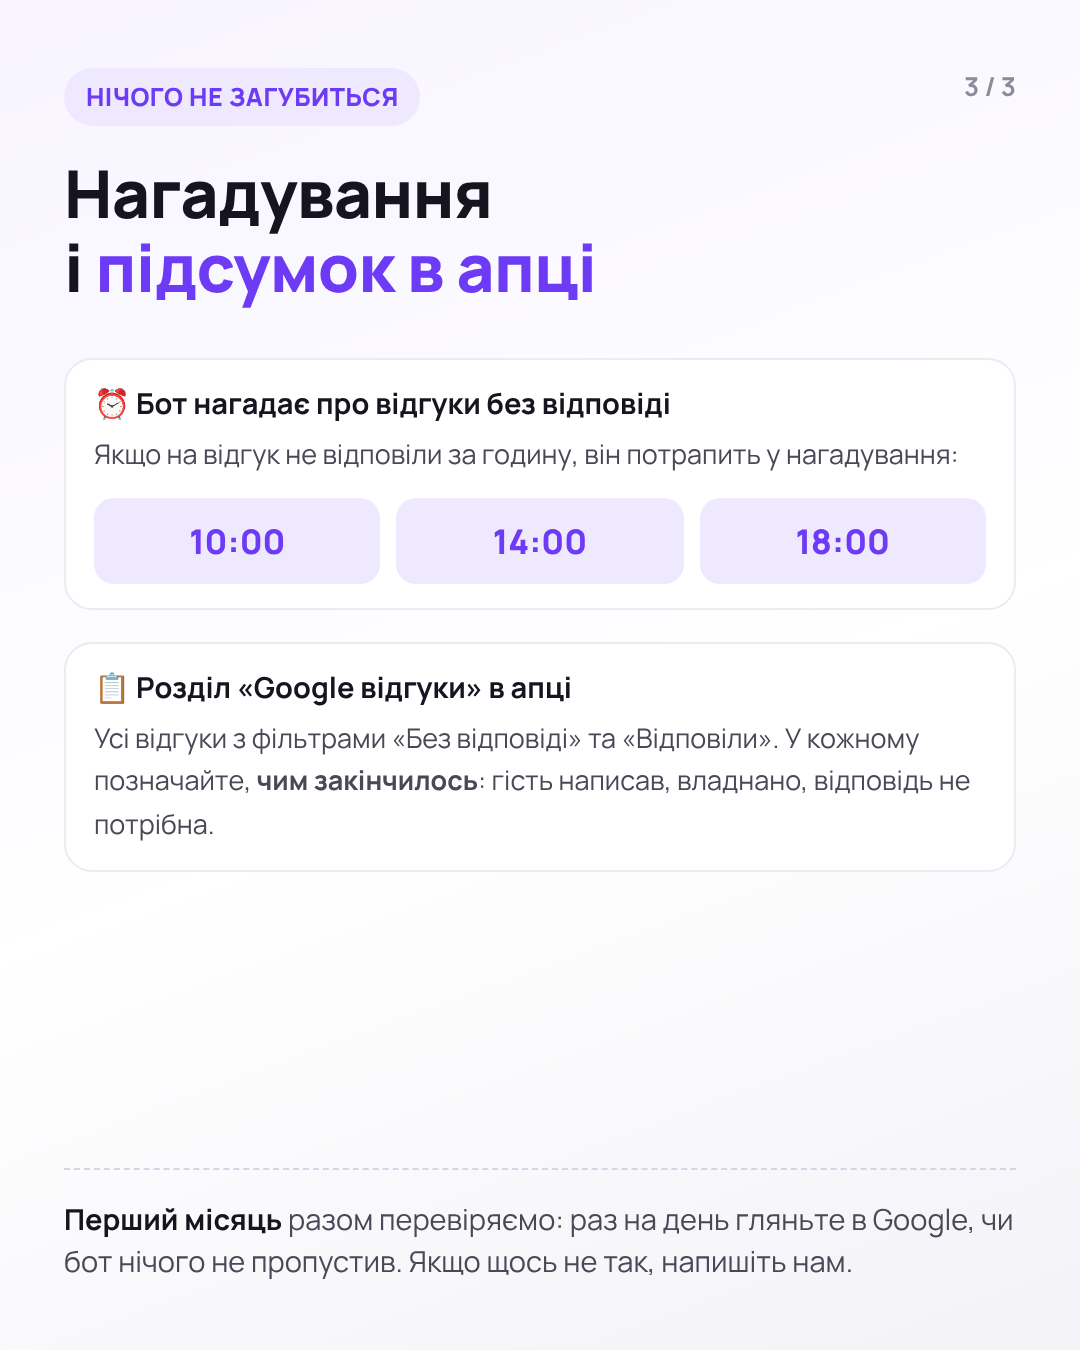 НІЧОГО НЕ ЗАГУБИТЬСЯ
3 / 3
Нагадування
і підсумок в апці
⏰ Бот нагадає про відгуки без відповіді
Якщо на відгук не відповіли за годину, він потрапить у нагадування:
10:00
14:00
18:00
📋 Розділ «Google відгуки» в апці
Усі відгуки з фільтрами «Без відповіді» та «Відповіли». У кожному
позначайте, чим закінчилось: гість написав, владнано, відповідь не
потрібна.
Перший місяць разом перевіряємо: раз на день гляньте в Google, чи
бот нічого не пропустив. Якщо щось не так, напишіть нам.